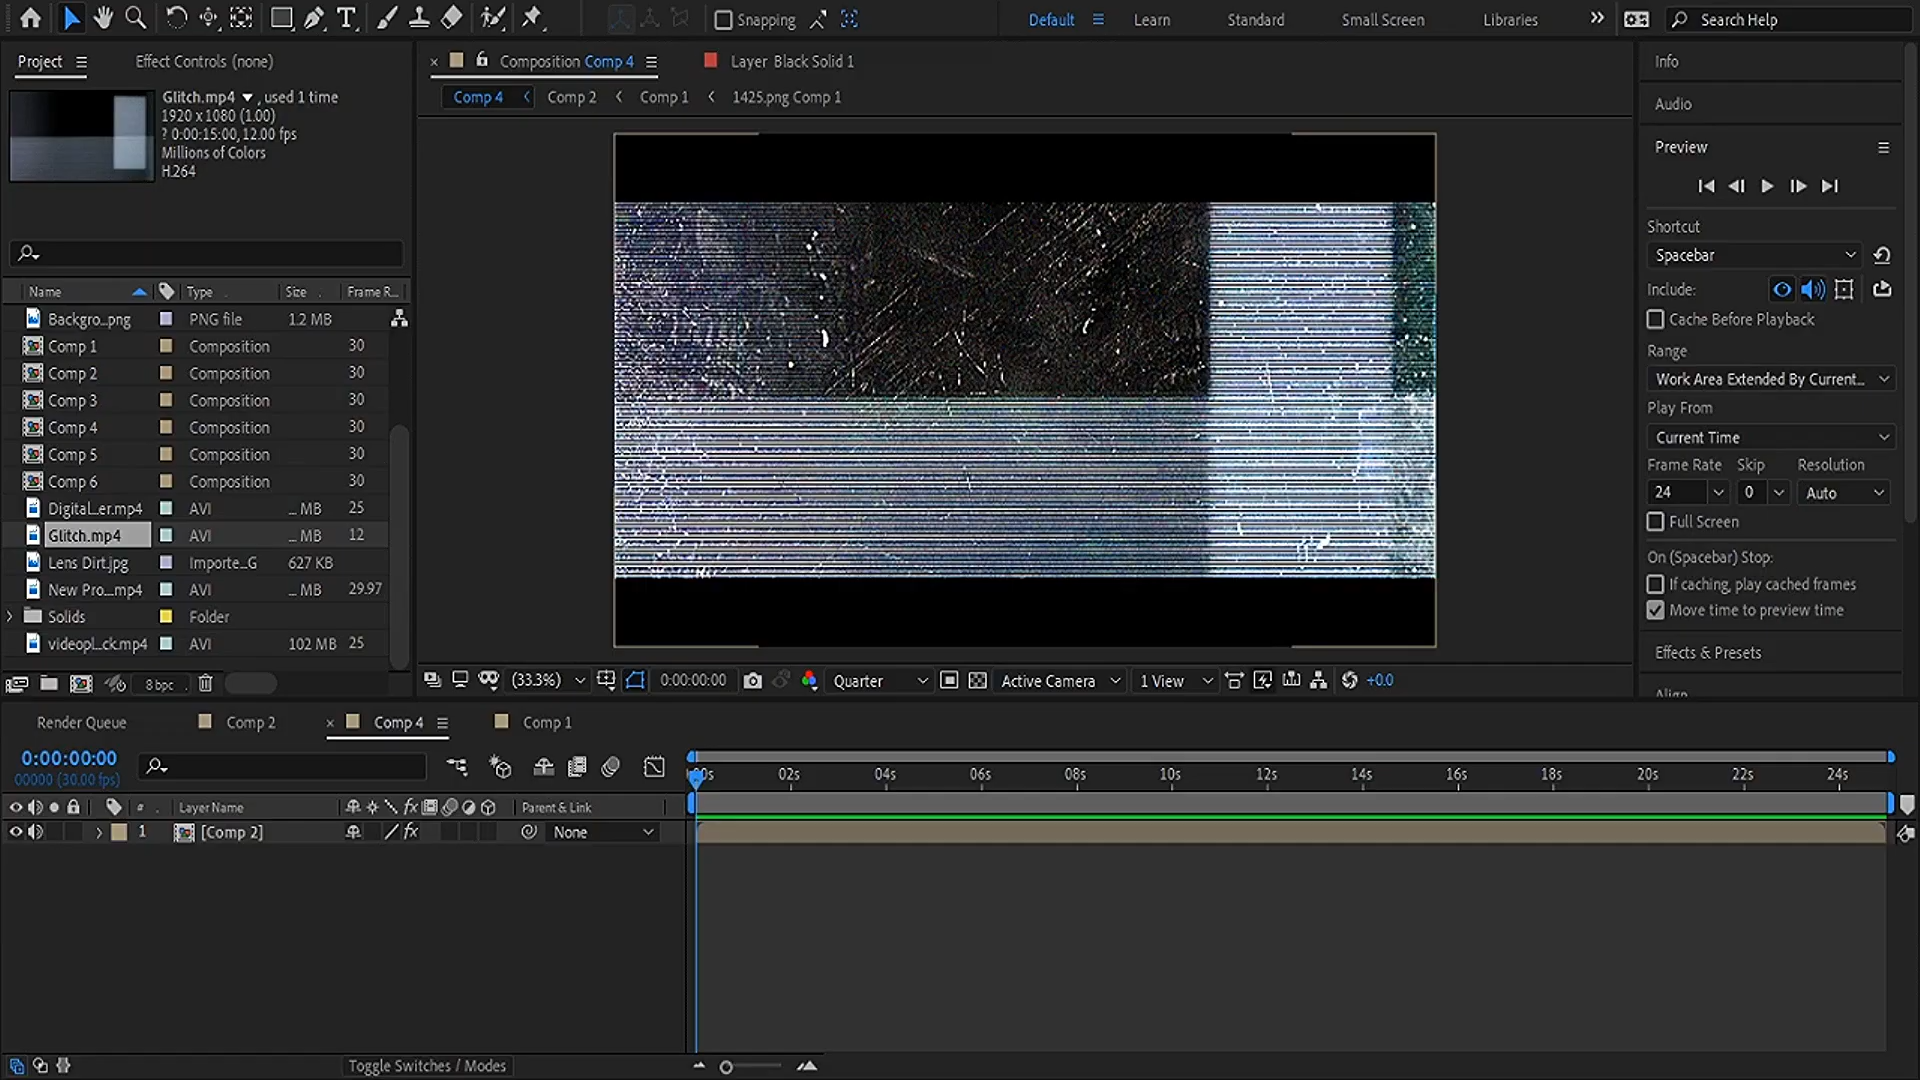 Snapping
Default
Learn
Standard
Small Screen
Libraries
Search Help
Project
Effect Controls (none)
Composition Comp 4
Layer Black Solid 1
Info
Glitch.mp4 , used 1 time
1920 x 1080 (1.00)
? 0:00:15:00, 12.00 fps
Millions of Colors
H.264
Comp 4
Comp 2
Comp 1
1425.png Comp 1
Audio
Preview
Shortcut
Spacebar
Include:
Cache Before Playback
Range
Work Area Extended By Current...
Play From
Current Time
Frame Rate Skip Resolution
24 0 Auto
Full Screen
On (Spacebar) Stop:
If caching, play cached frames
Move time to preview time
Effects & Presets
Align
Name Type Size Frame R...
Backgro...png PNG file 1.2 MB
Comp 1 Composition 30
Comp 2 Composition 30
Comp 3 Composition 30
Comp 4 Composition 30
Comp 5 Composition 30
Comp 6 Composition 30
Digital...er.mp4 AVI ... MB 25
Glitch.mp4 AVI ... MB 12
Lens Dirt.jpg Importe...G 627 KB
New Pro...mp4 AVI ... MB 29.97
Solids Folder
videopl...ck.mp4 AVI 102 MB 25
8 bpc
(33.3%)
0:00:00:00
Quarter
Active Camera
1 View
+0.0
Render Queue
Comp 2
Comp 4
Comp 1
0:00:00:00
00000 (30.00 fps)
00s 02s 04s 06s 08s 10s 12s 14s 16s 18s 20s 22s 24s
# Layer Name fx Parent & Link
1 [Comp 2] fx None
Toggle Switches / Modes